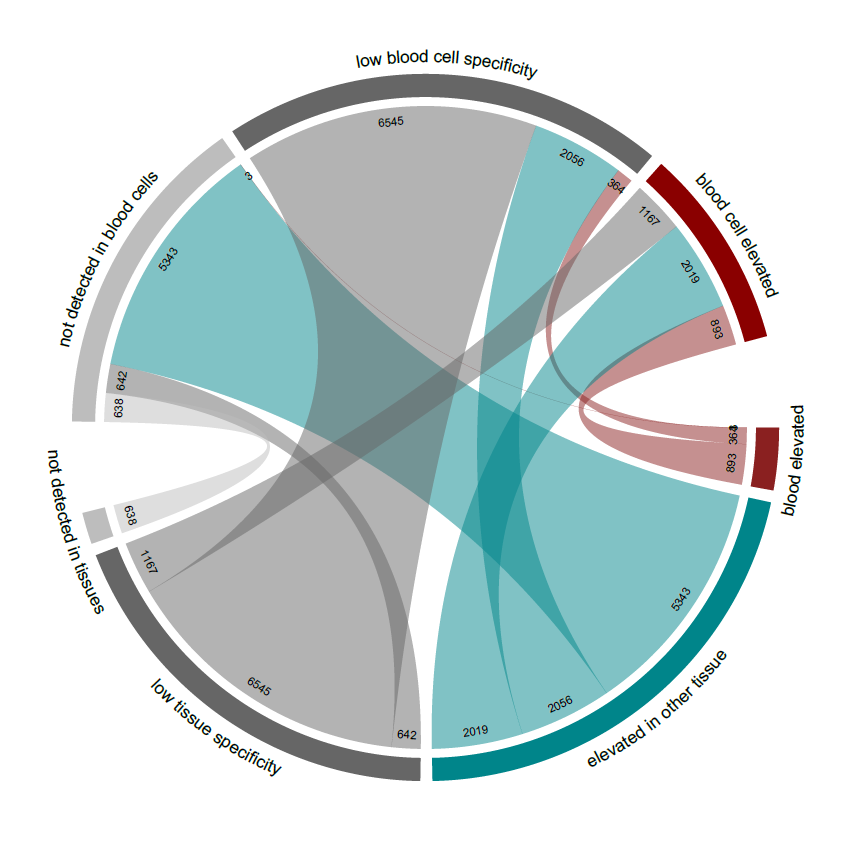 low blood cell specificity
6545
2056
364
blood cell elevated
1167
2019
893
not detected in blood cells
3
5343
642
638
blood elevated
3
364
893
not detected in tissues
638
low tissue specificity
1167
6545
642
elevated in other tissue
5343
2056
2019